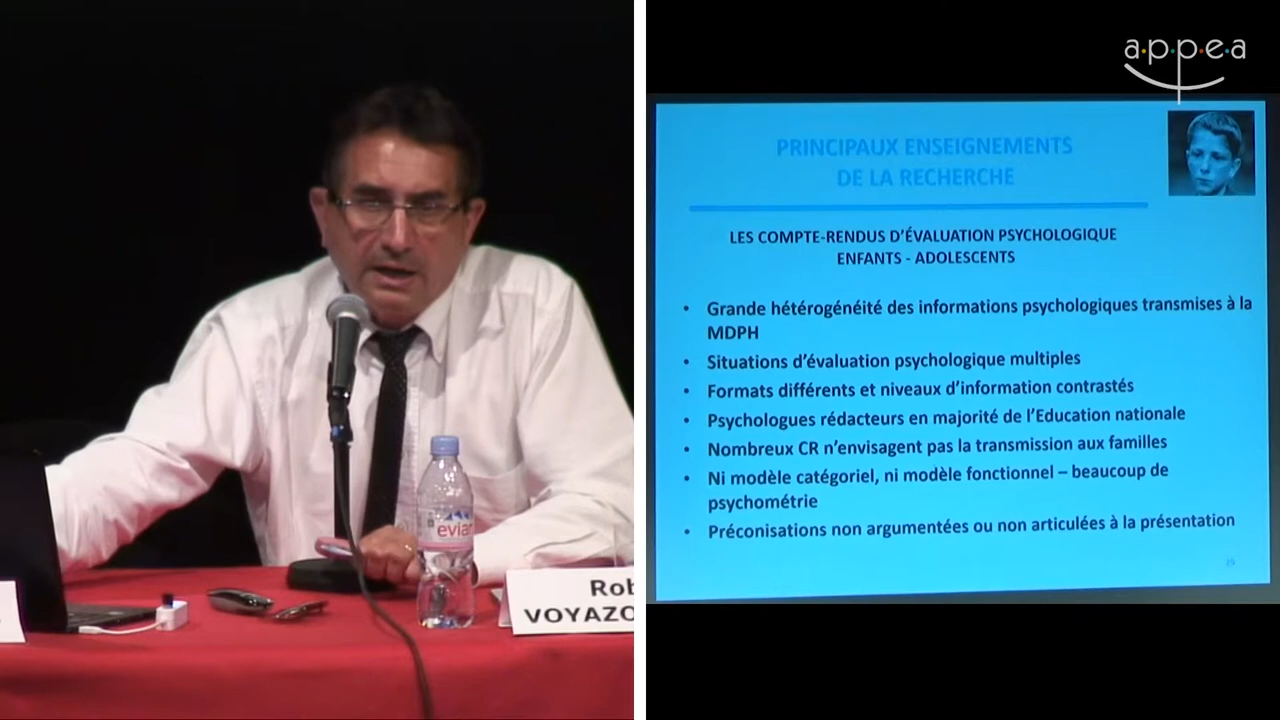 evian
Rob
VOYAZO
a·p·p·e·a
PRINCIPAUX ENSEIGNEMENTS
DE LA RECHERCHE
LES COMPTE-RENDUS D'ÉVALUATION PSYCHOLOGIQUE
ENFANTS - ADOLESCENTS
• Grande hétérogénéité des informations psychologiques transmises à la
MDPH
• Situations d'évaluation psychologique multiples
• Formats différents et niveaux d'information contrastés
• Psychologues rédacteurs en majorité de l'Education nationale
• Nombreux CR n'envisagent pas la transmission aux familles
• Ni modèle catégoriel, ni modèle fonctionnel – beaucoup de
psychométrie
• Préconisations non argumentées ou non articulées à la présentation